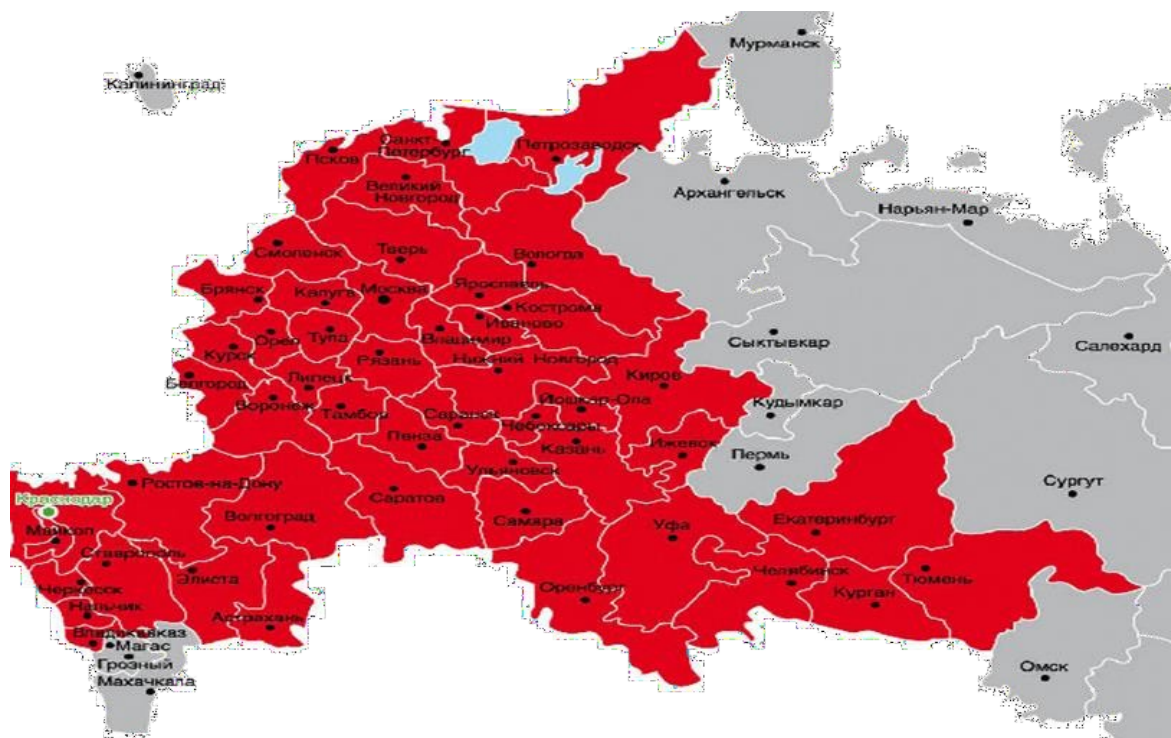 Мурманск
Калининград
Санкт-
Петербург
Псков
Петрозаводск
Великий
Новгород
Архангельск
Нарьян-Мар
Смоленск
Тверь
Вологда
Брянск
Калуга
Москва
Ярославль
Кострома
Иваново
Орел
Тула
Владимир
Сыктывкар
Салехард
Курск
Рязань
Нижний Новгород
Белгород
Липецк
Киров
Воронеж
Тамбов
Саранск
Йошкар-Ола
Чебоксары
Кудымкар
Пенза
Казань
Ижевск
Пермь
Ульяновск
Ростов-на-Дону
Краснодар
Саратов
Сургут
Волгоград
Самара
Уфа
Екатеринбург
Майкоп
Ставрополь
Элиста
Черкесск
Оренбург
Челябинск
Тюмень
Курган
Нальчик
Астрахань
Владикавказ
Магас
Грозный
Махачкала
Омск